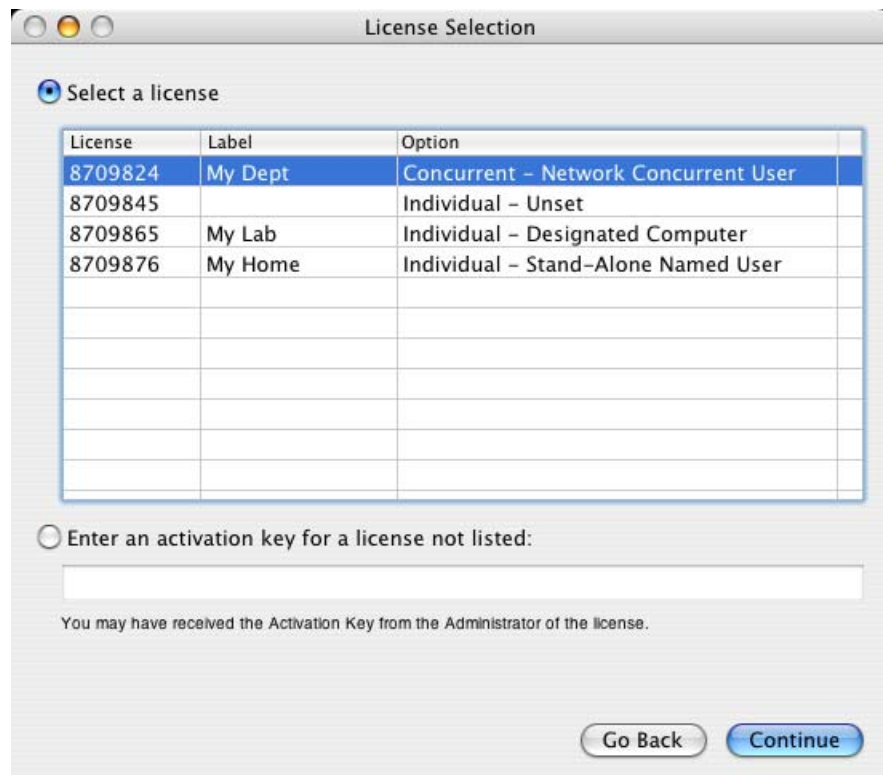 License Selection
Select a license
License Label Option
8709824 My Dept Concurrent – Network Concurrent User
8709845 Individual – Unset
8709865 My Lab Individual – Designated Computer
8709876 My Home Individual – Stand-Alone Named User
Enter an activation key for a license not listed:
You may have received the Activation Key from the Administrator of the license.
Go Back Continue